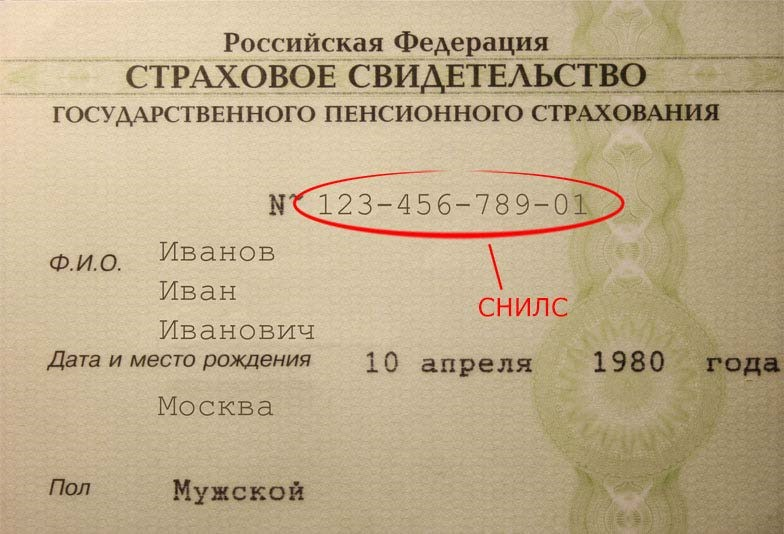 Российская Федерация
СТРАХОВОЕ СВИДЕТЕЛЬСТВО
ГОСУДАРСТВЕННОГО ПЕНСИОННОГО СТРАХОВАНИЯ
№ 123-456-789-01
СНИЛС
Ф.И.О. Иванов
Иван
Иванович
Дата и место рождения 10 апреля 1980 года
Москва
Пол Мужской